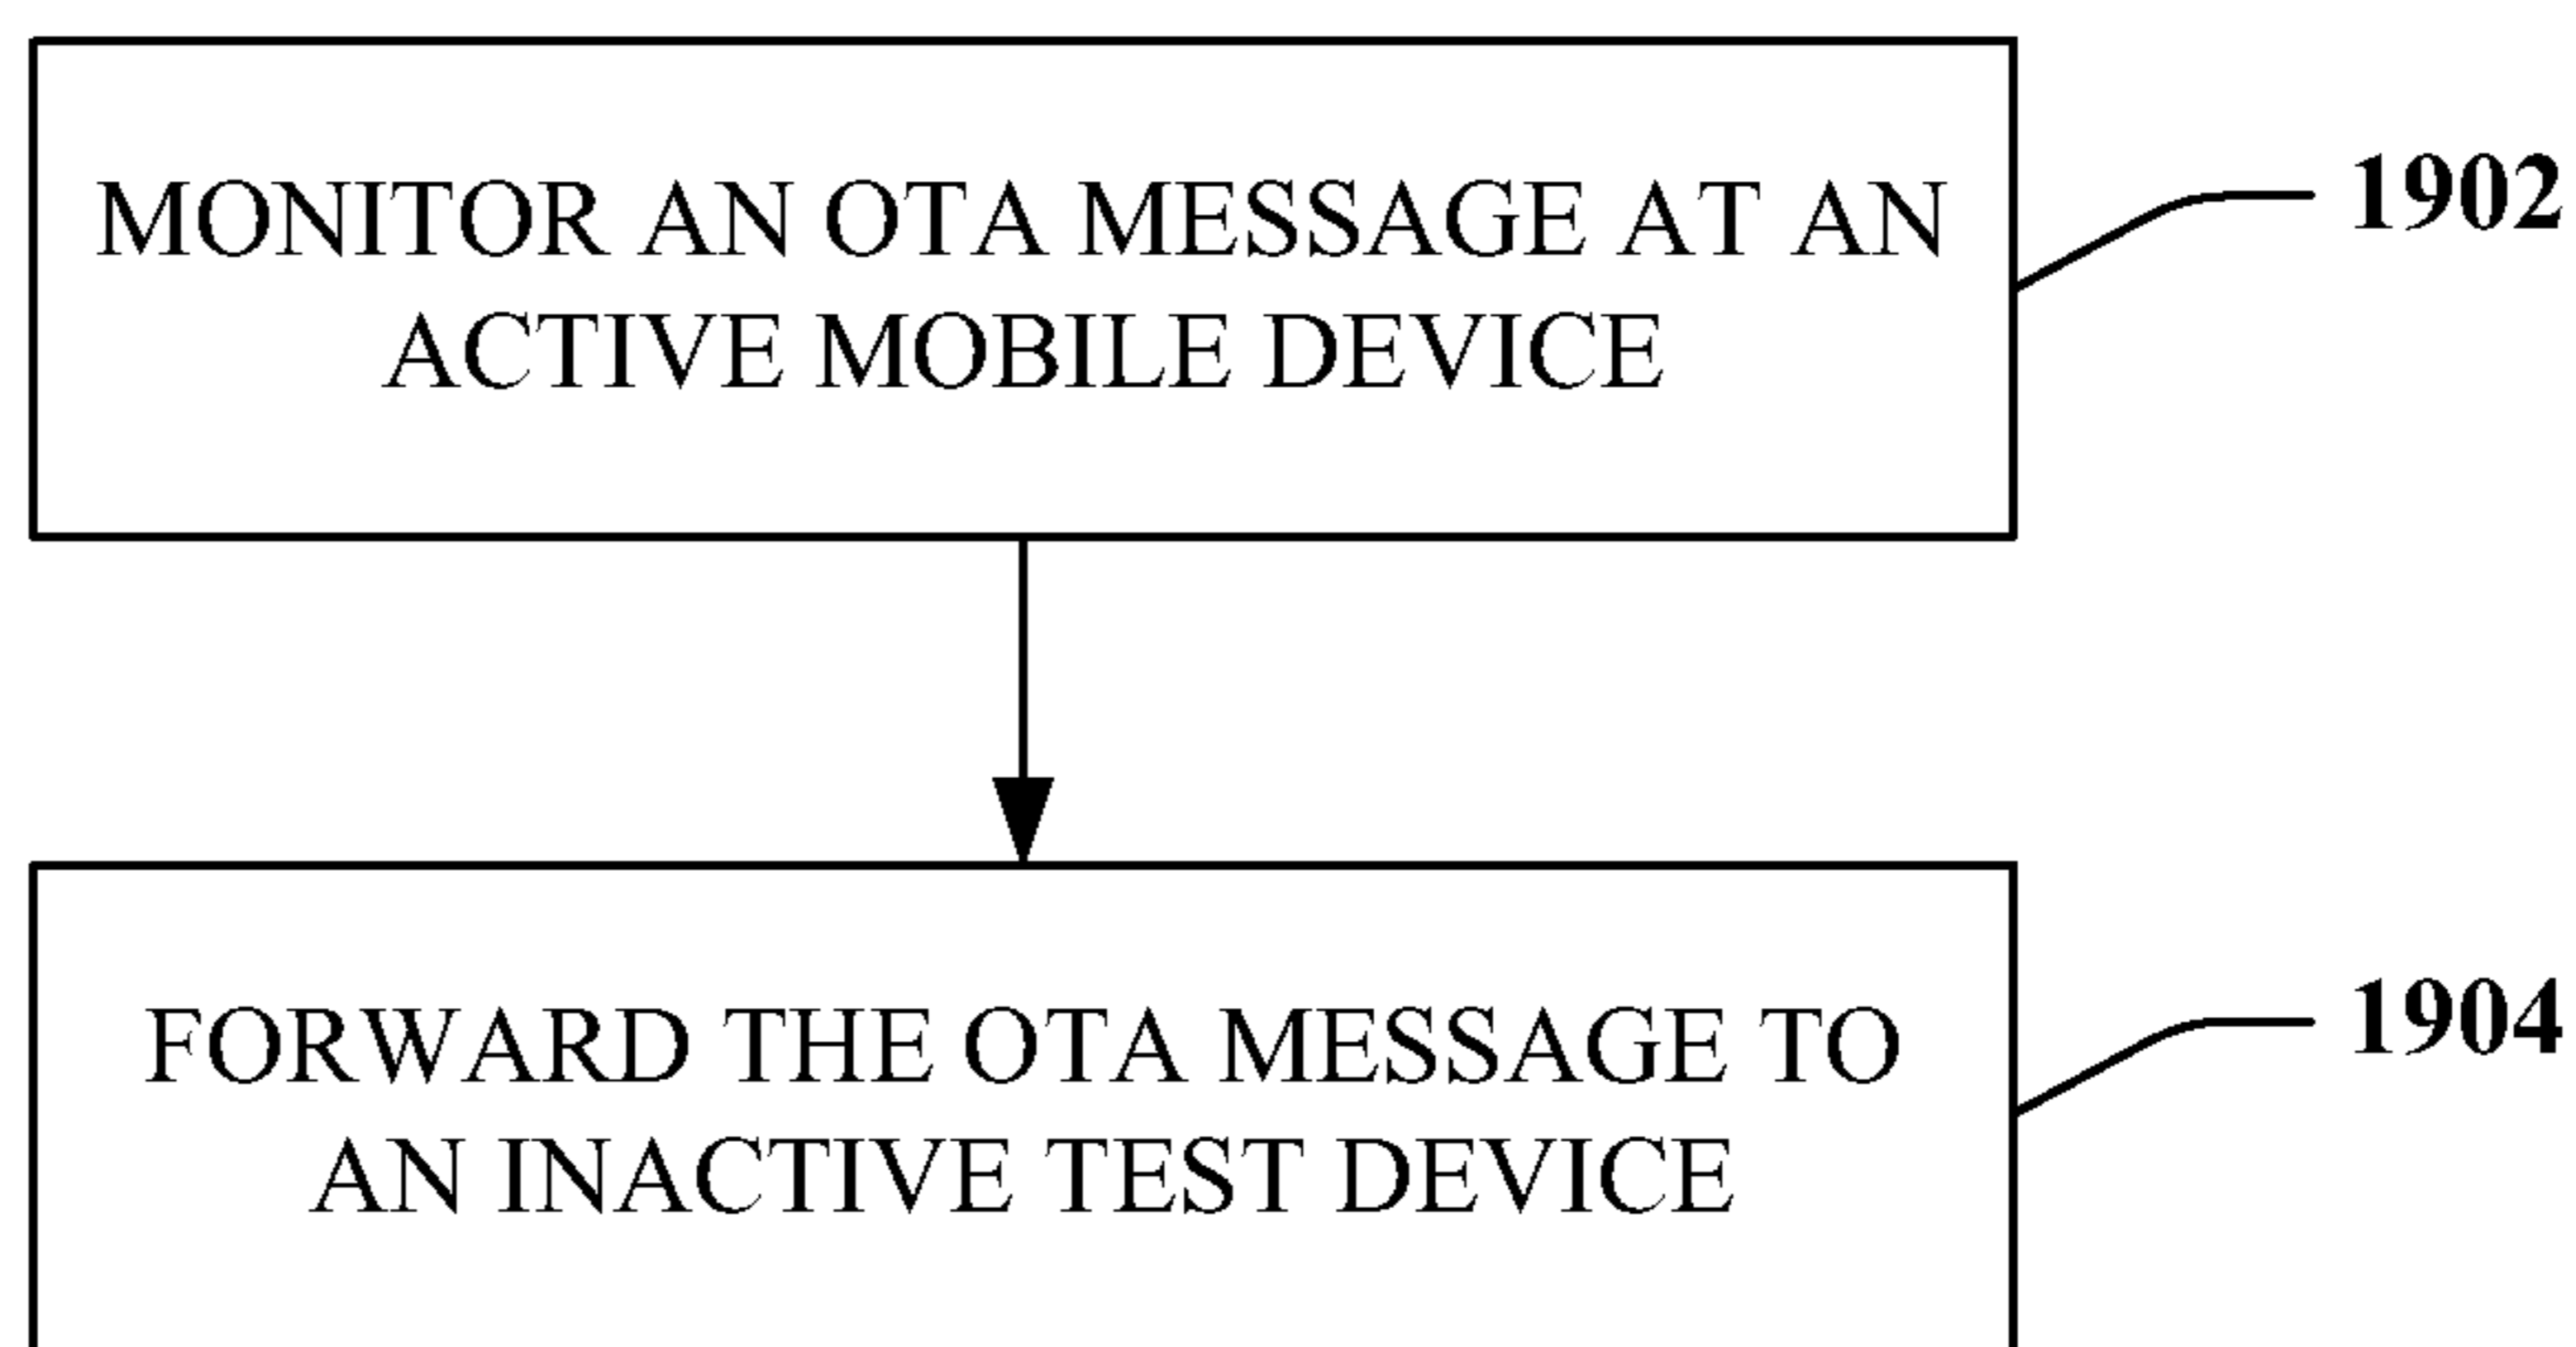 MONITOR AN OTA MESSAGE AT AN
ACTIVE MOBILE DEVICE
1902
FORWARD THE OTA MESSAGE TO
AN INACTIVE TEST DEVICE
1904